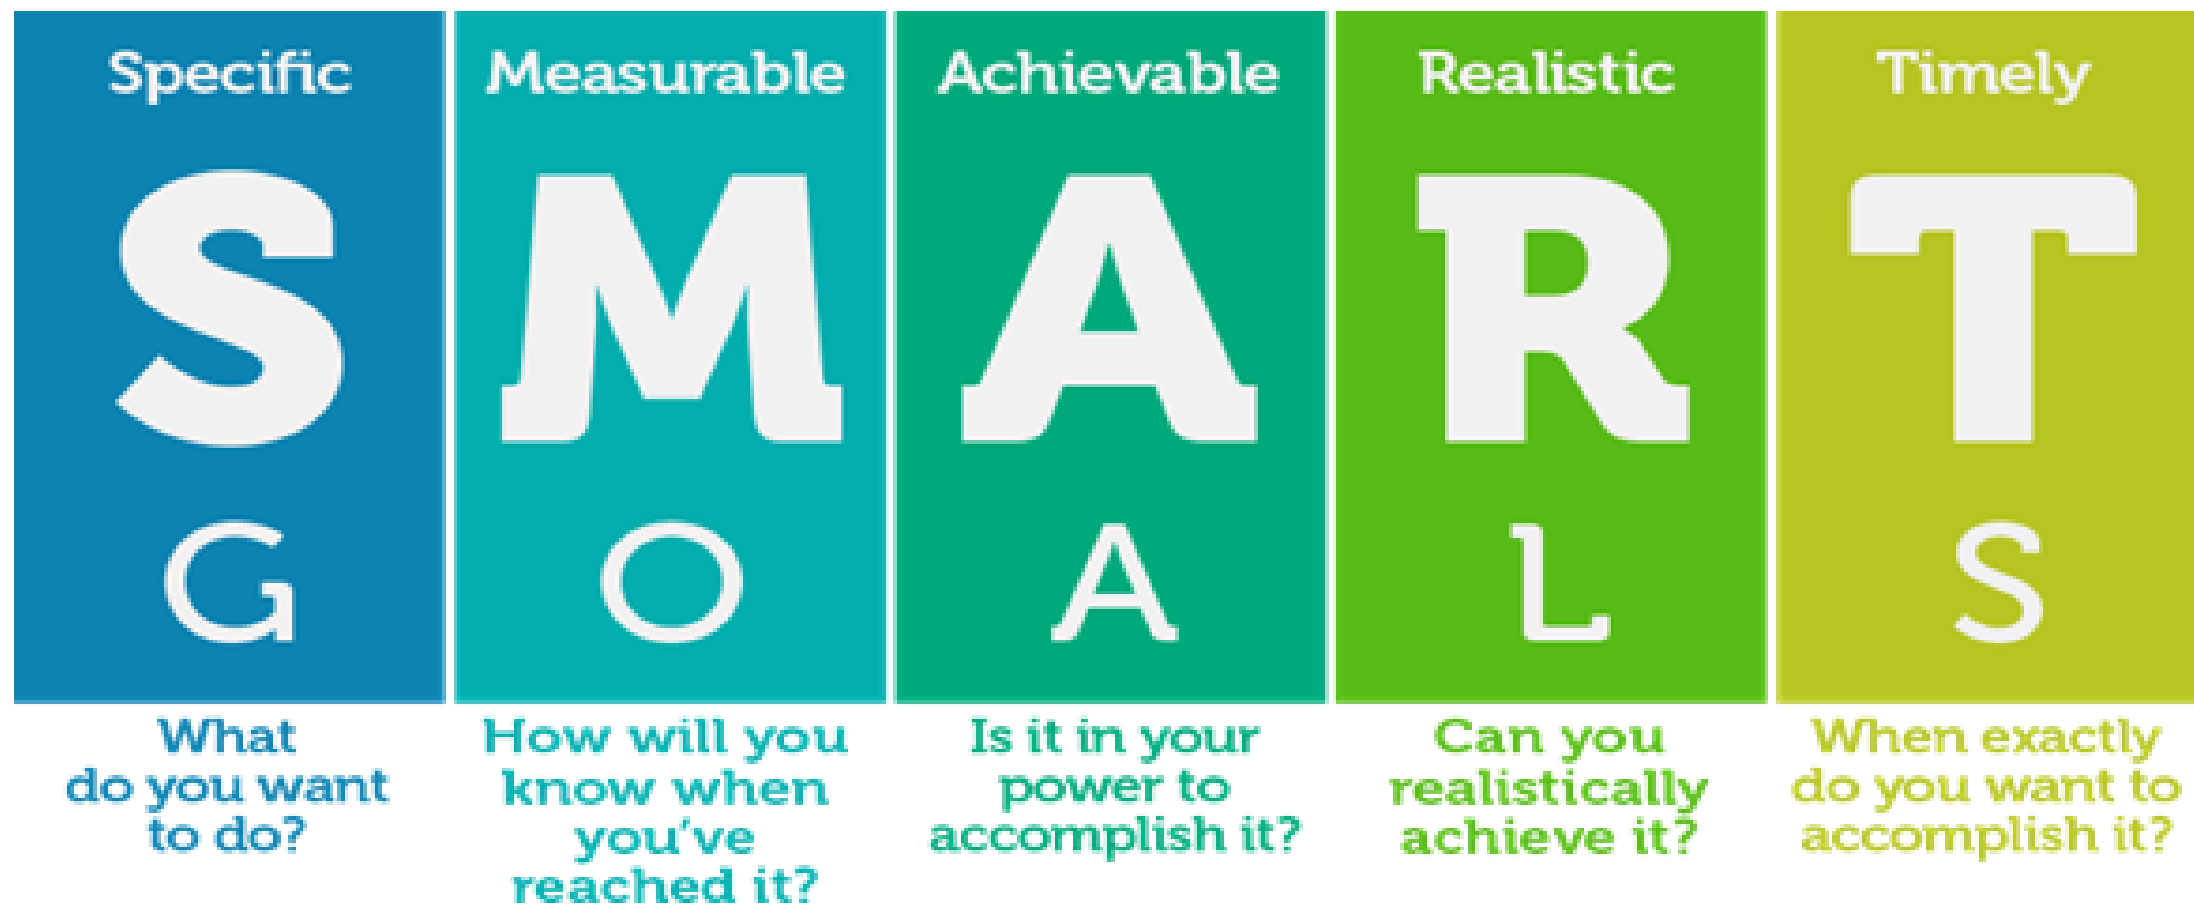 Specific
S
G
What
do you want
to do?
Measurable
M
O
How will you
know when
you've
reached it?
Achievable
A
A
Is it in your
power to
accomplish it?
Realistic
R
L
Can you
realistically
achieve it?
Timely
T
S
When exactly
do you want to
accomplish it?